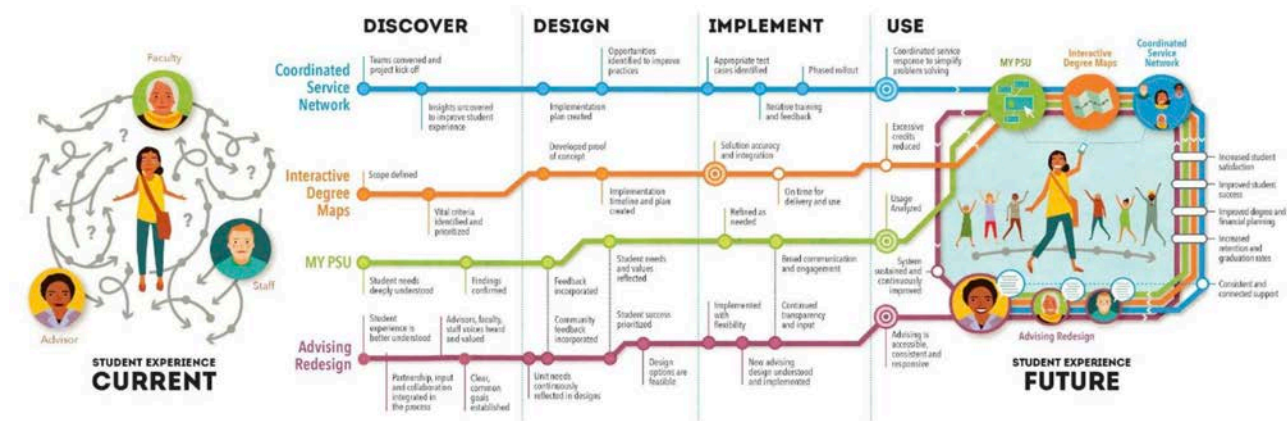 DISCOVER
DESIGN
IMPLEMENT
USE
Faculty
?
?
?
?
?
Advisor
Staff
STUDENT EXPERIENCE
CURRENT
Coordinated
Service
Network
Teams convened and
project kick off
Insights uncovered
to improve student
experience
Opportunities
identified to improve
practices
Implementation
plan created
Appropriate test
cases identified
Phased rollout
Iterative training
and feedback
Coordinated service
response to simplify
problem solving
Interactive
Degree
Maps
Scope defined
Vital criteria
identified and
prioritized
Developed proof
of concept
Implementation
timeline and plan
created
Solution accuracy
and integration
On time for
delivery and use
Excessive
credits
reduced
MY PSU
Student needs
deeply understood
Findings
confirmed
Feedback
incorporated
Student needs
and values
reflected
Refined as
needed
Broad communication
and engagement
Usage
Analyzed
System
sustained and
continuously
improved
Advising
Redesign
Student
experience is
better understood
Advisors, faculty,
staff voices heard
and valued
Partnership, input
and collaboration
integrated in
the process
Clear,
common
goals
established
Community
feedback
incorporated
Student success
prioritized
Unit needs
continuously
reflected in designs
Design
options are
feasible
Implemented
with
flexibility
Continued
transparency
and input
New advising
design understood
and implemented
Advising is
accessible,
consistent and
responsive
MY PSU
Interactive
Degree Maps
Coordinated
Service
Network
Increased student
satisfaction
Improved student
success
Improved degree and
financial planning
Increased
retention and
graduation rates
Consistent and
connected support
Advising Redesign
STUDENT EXPERIENCE
FUTURE